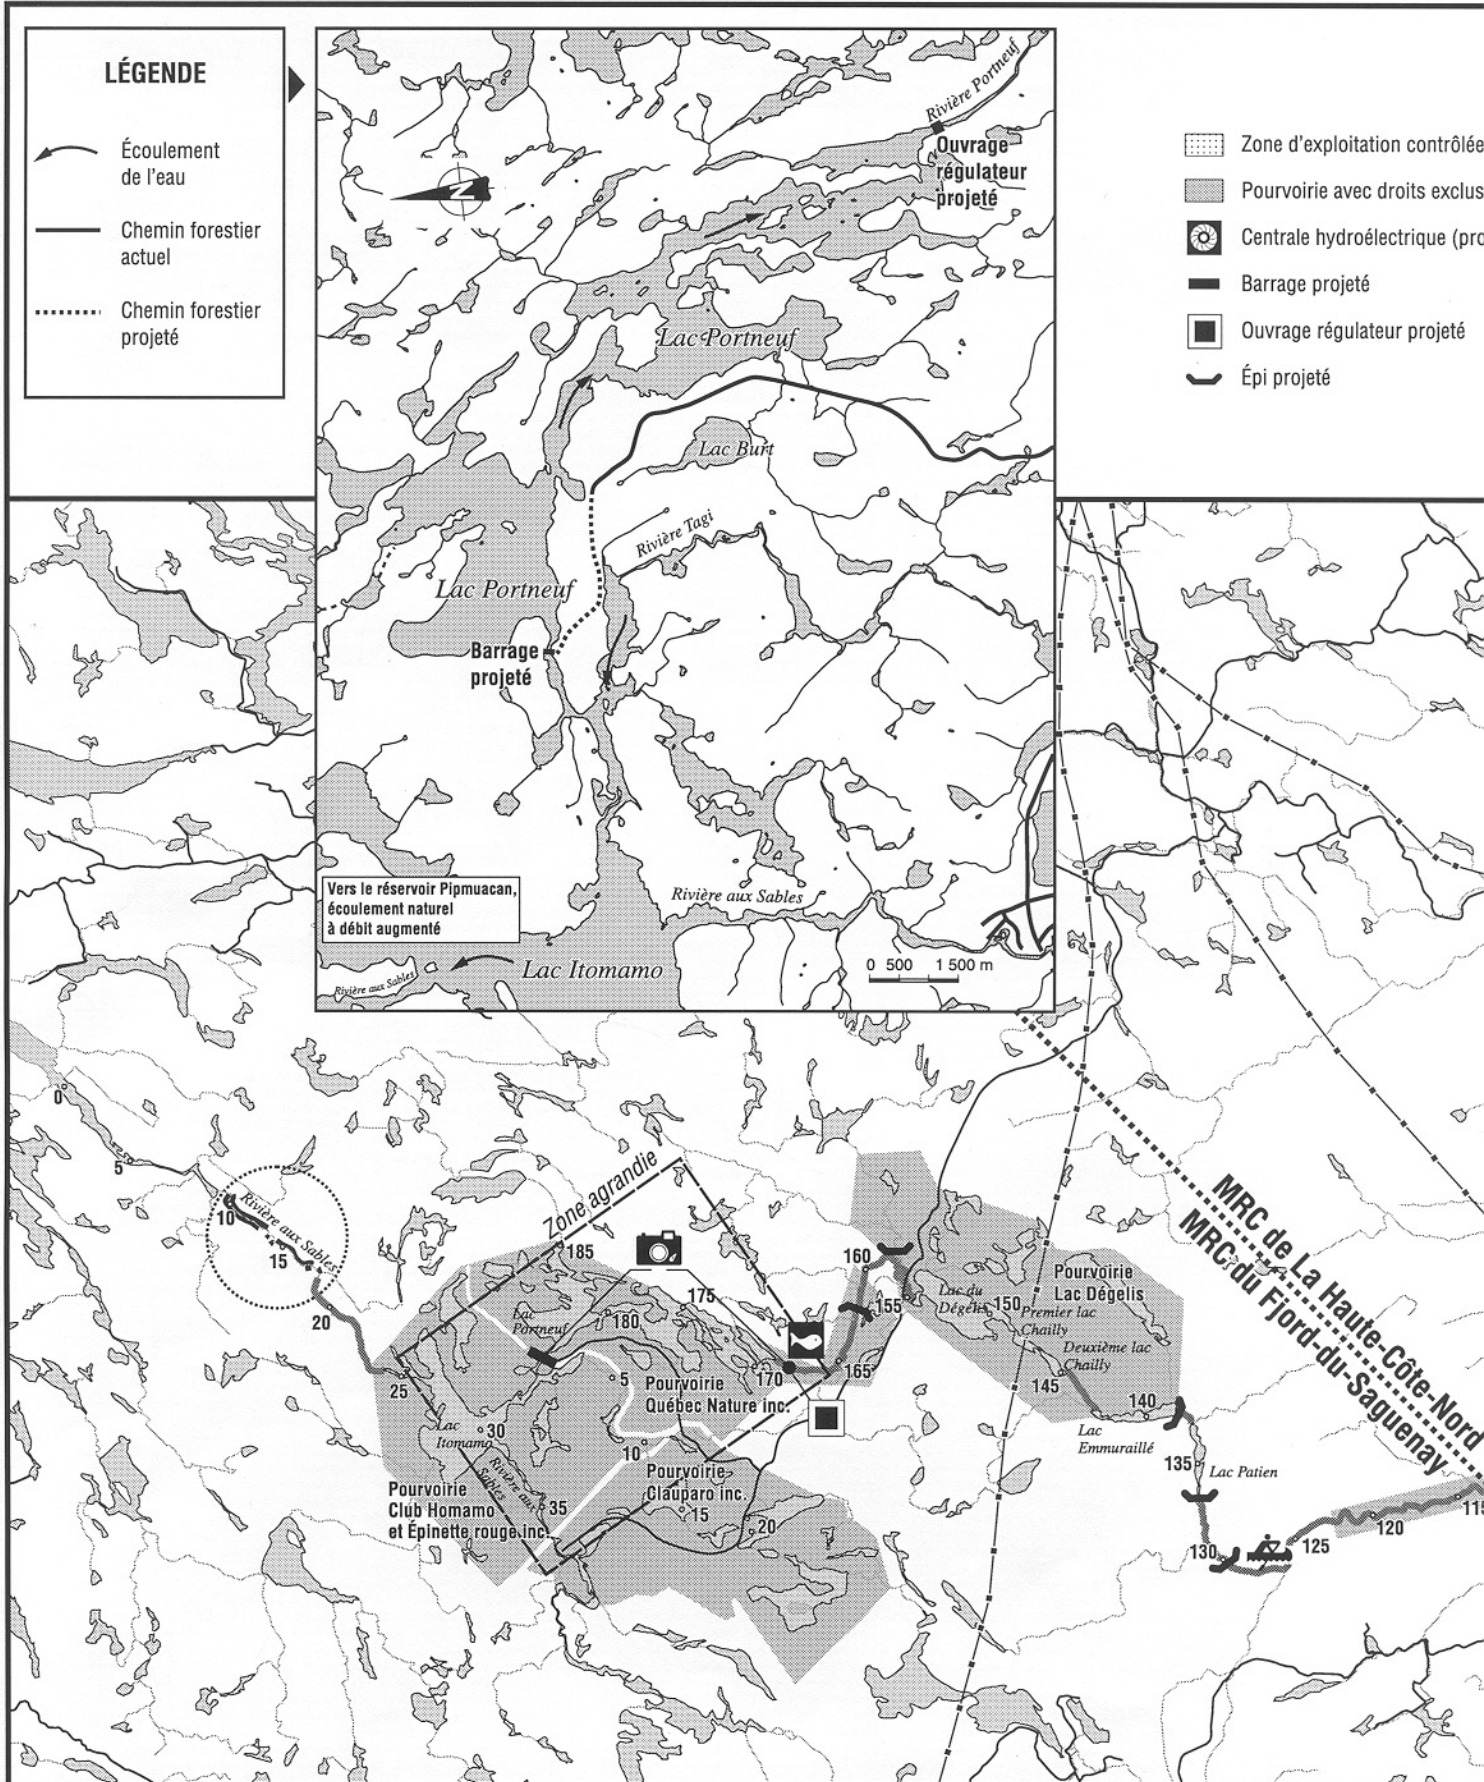 LÉGENDE
Écoulement
de l'eau
Chemin forestier
actuel
Chemin forestier
projeté
Rivière Portneuf
Ouvrage
régulateur
projeté
N
Lac Portneuf
Lac Burt
Rivière Tagi
Lac Portneuf
Barrage
projeté
Vers le réservoir Pipmuacan,
écoulement naturel
à débit augmenté
Rivière aux Sables
Lac Itomamo
Rivière aux Sables
0 500 1 500 m
Zone d'exploitation contrôlée
Pourvoirie avec droits exclus
Centrale hydroélectrique (pro
Barrage projeté
Ouvrage régulateur projeté
Épi projeté
0
5
10
Rivière aux Sables
15
20
25
Zone agrandie
185
Lac
Portneuf
180
175
170
165
160
155
5
Pourvoirie
Québec Nature inc.
Lac
Itomamo
30
10
Rivière aux
Sables
35
Pourvoirie
Clauparo inc.
15
20
Pourvoirie
Club Homamo
et Épinette rouge inc.
Lac du
Dégelis
150
Pourvoirie
Lac Dégelis
Premier lac
Chailly
Deuxième lac
Chailly
145
140
Lac
Emmuraillé
135
Lac Patien
130
125
120
115
MRC de La Haute-Côte-Nord
MRC du Fjord-du-Saguenay